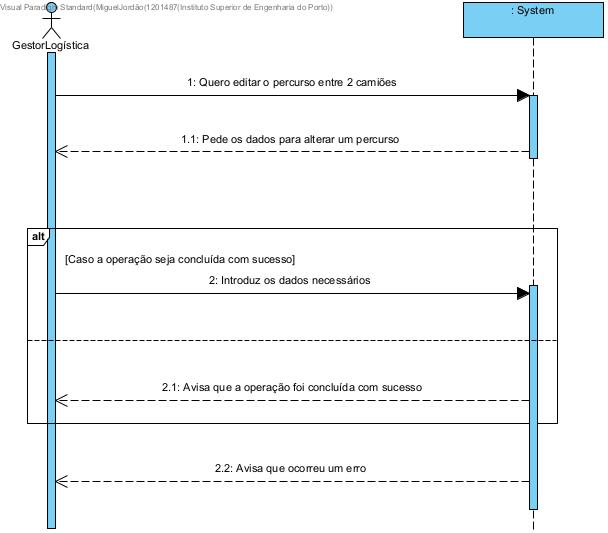 Visual Paradigm Standard(MiguelJordão(1201487(Instituto Superior de Engenharia do Porto))
: System
GestorLogística
1: Quero editar o percurso entre 2 camiões
1.1: Pede os dados para alterar um percurso
alt
[Caso a operação seja concluída com sucesso]
2: Introduz os dados necessários
2.1: Avisa que a operação foi concluída com sucesso
2.2: Avisa que ocorreu um erro